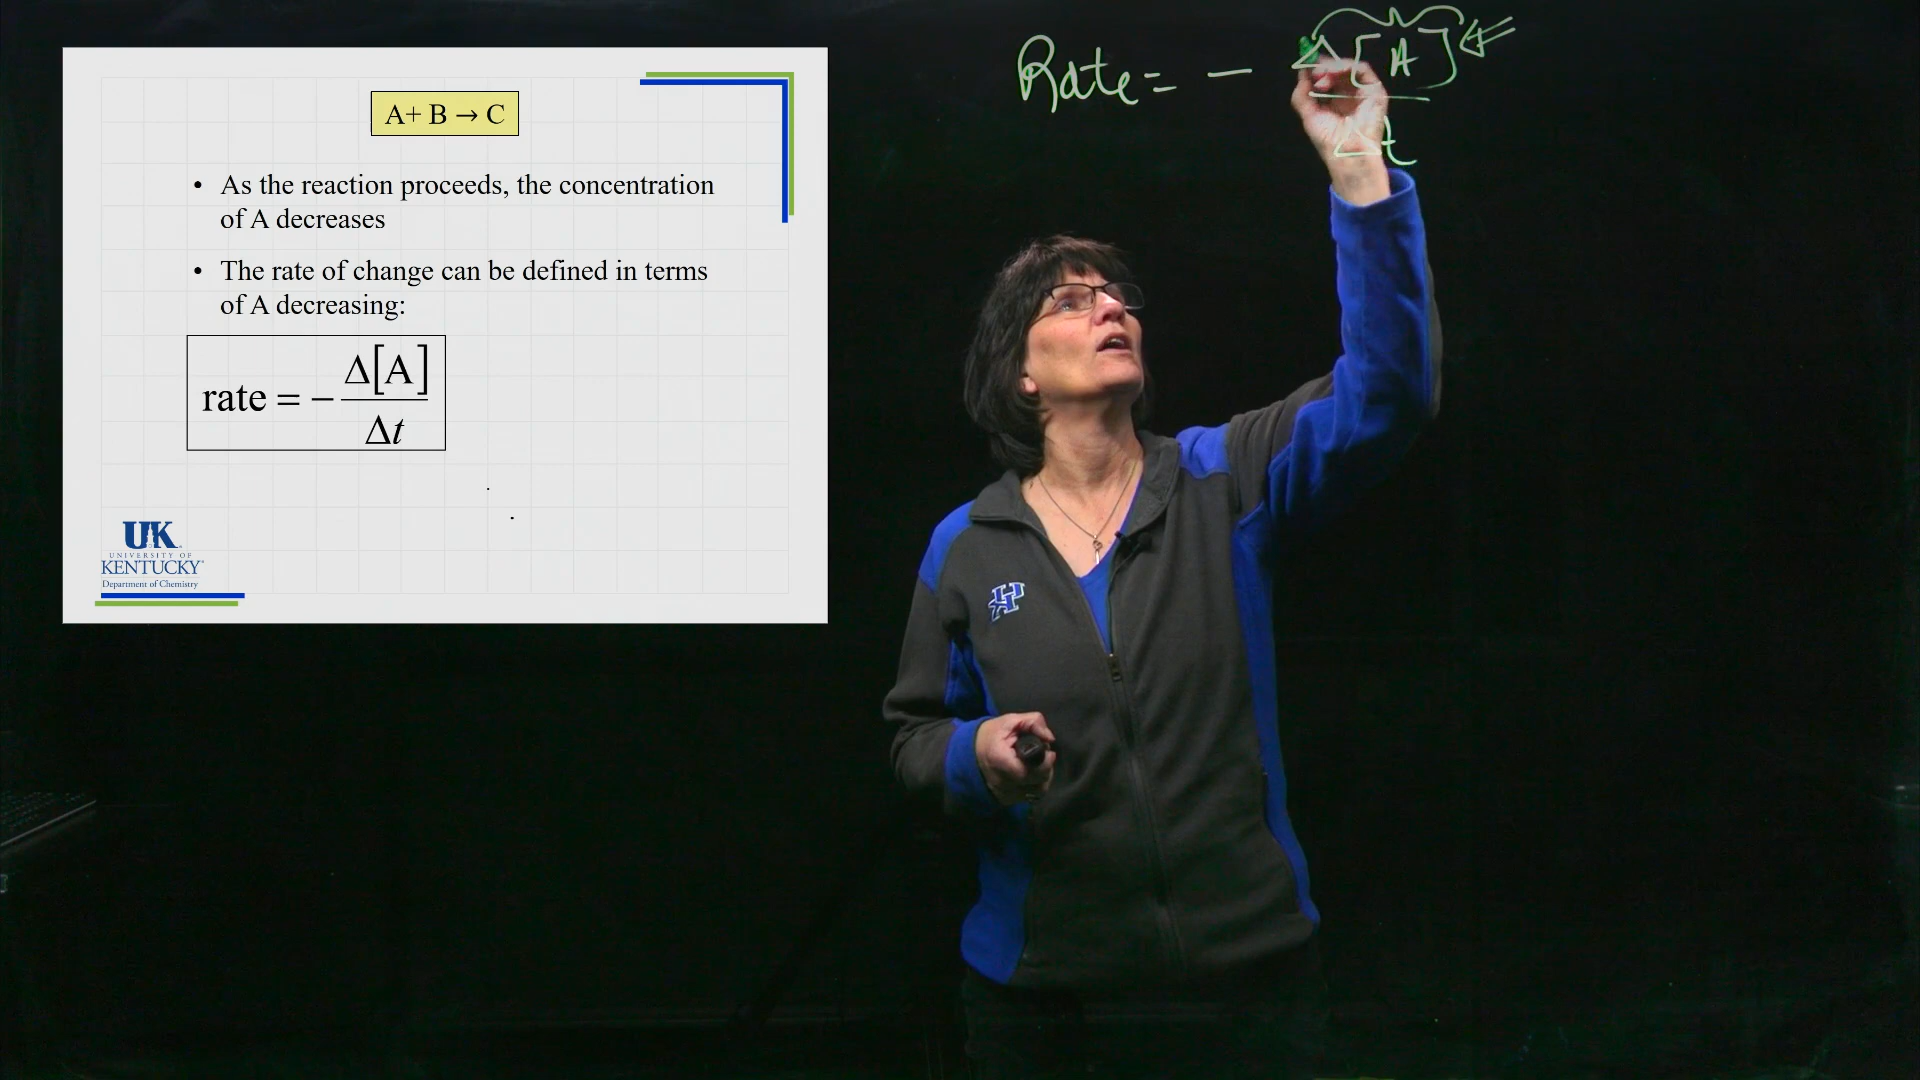 A+ B → C
• As the reaction proceeds, the concentration
of A decreases
• The rate of change can be defined in terms
of A decreasing:
rate = − Δ[A]
Δt
UK
UNIVERSITY OF
KENTUCKY
Department of Chemistry
Rate = − Δ[A]
Δt